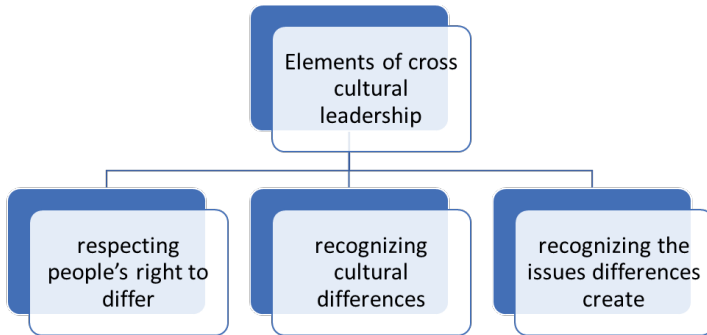 Elements of cross
cultural
leadership
respecting
people’s right to
differ
recognizing
cultural
differences
recognizing the
issues differences
create